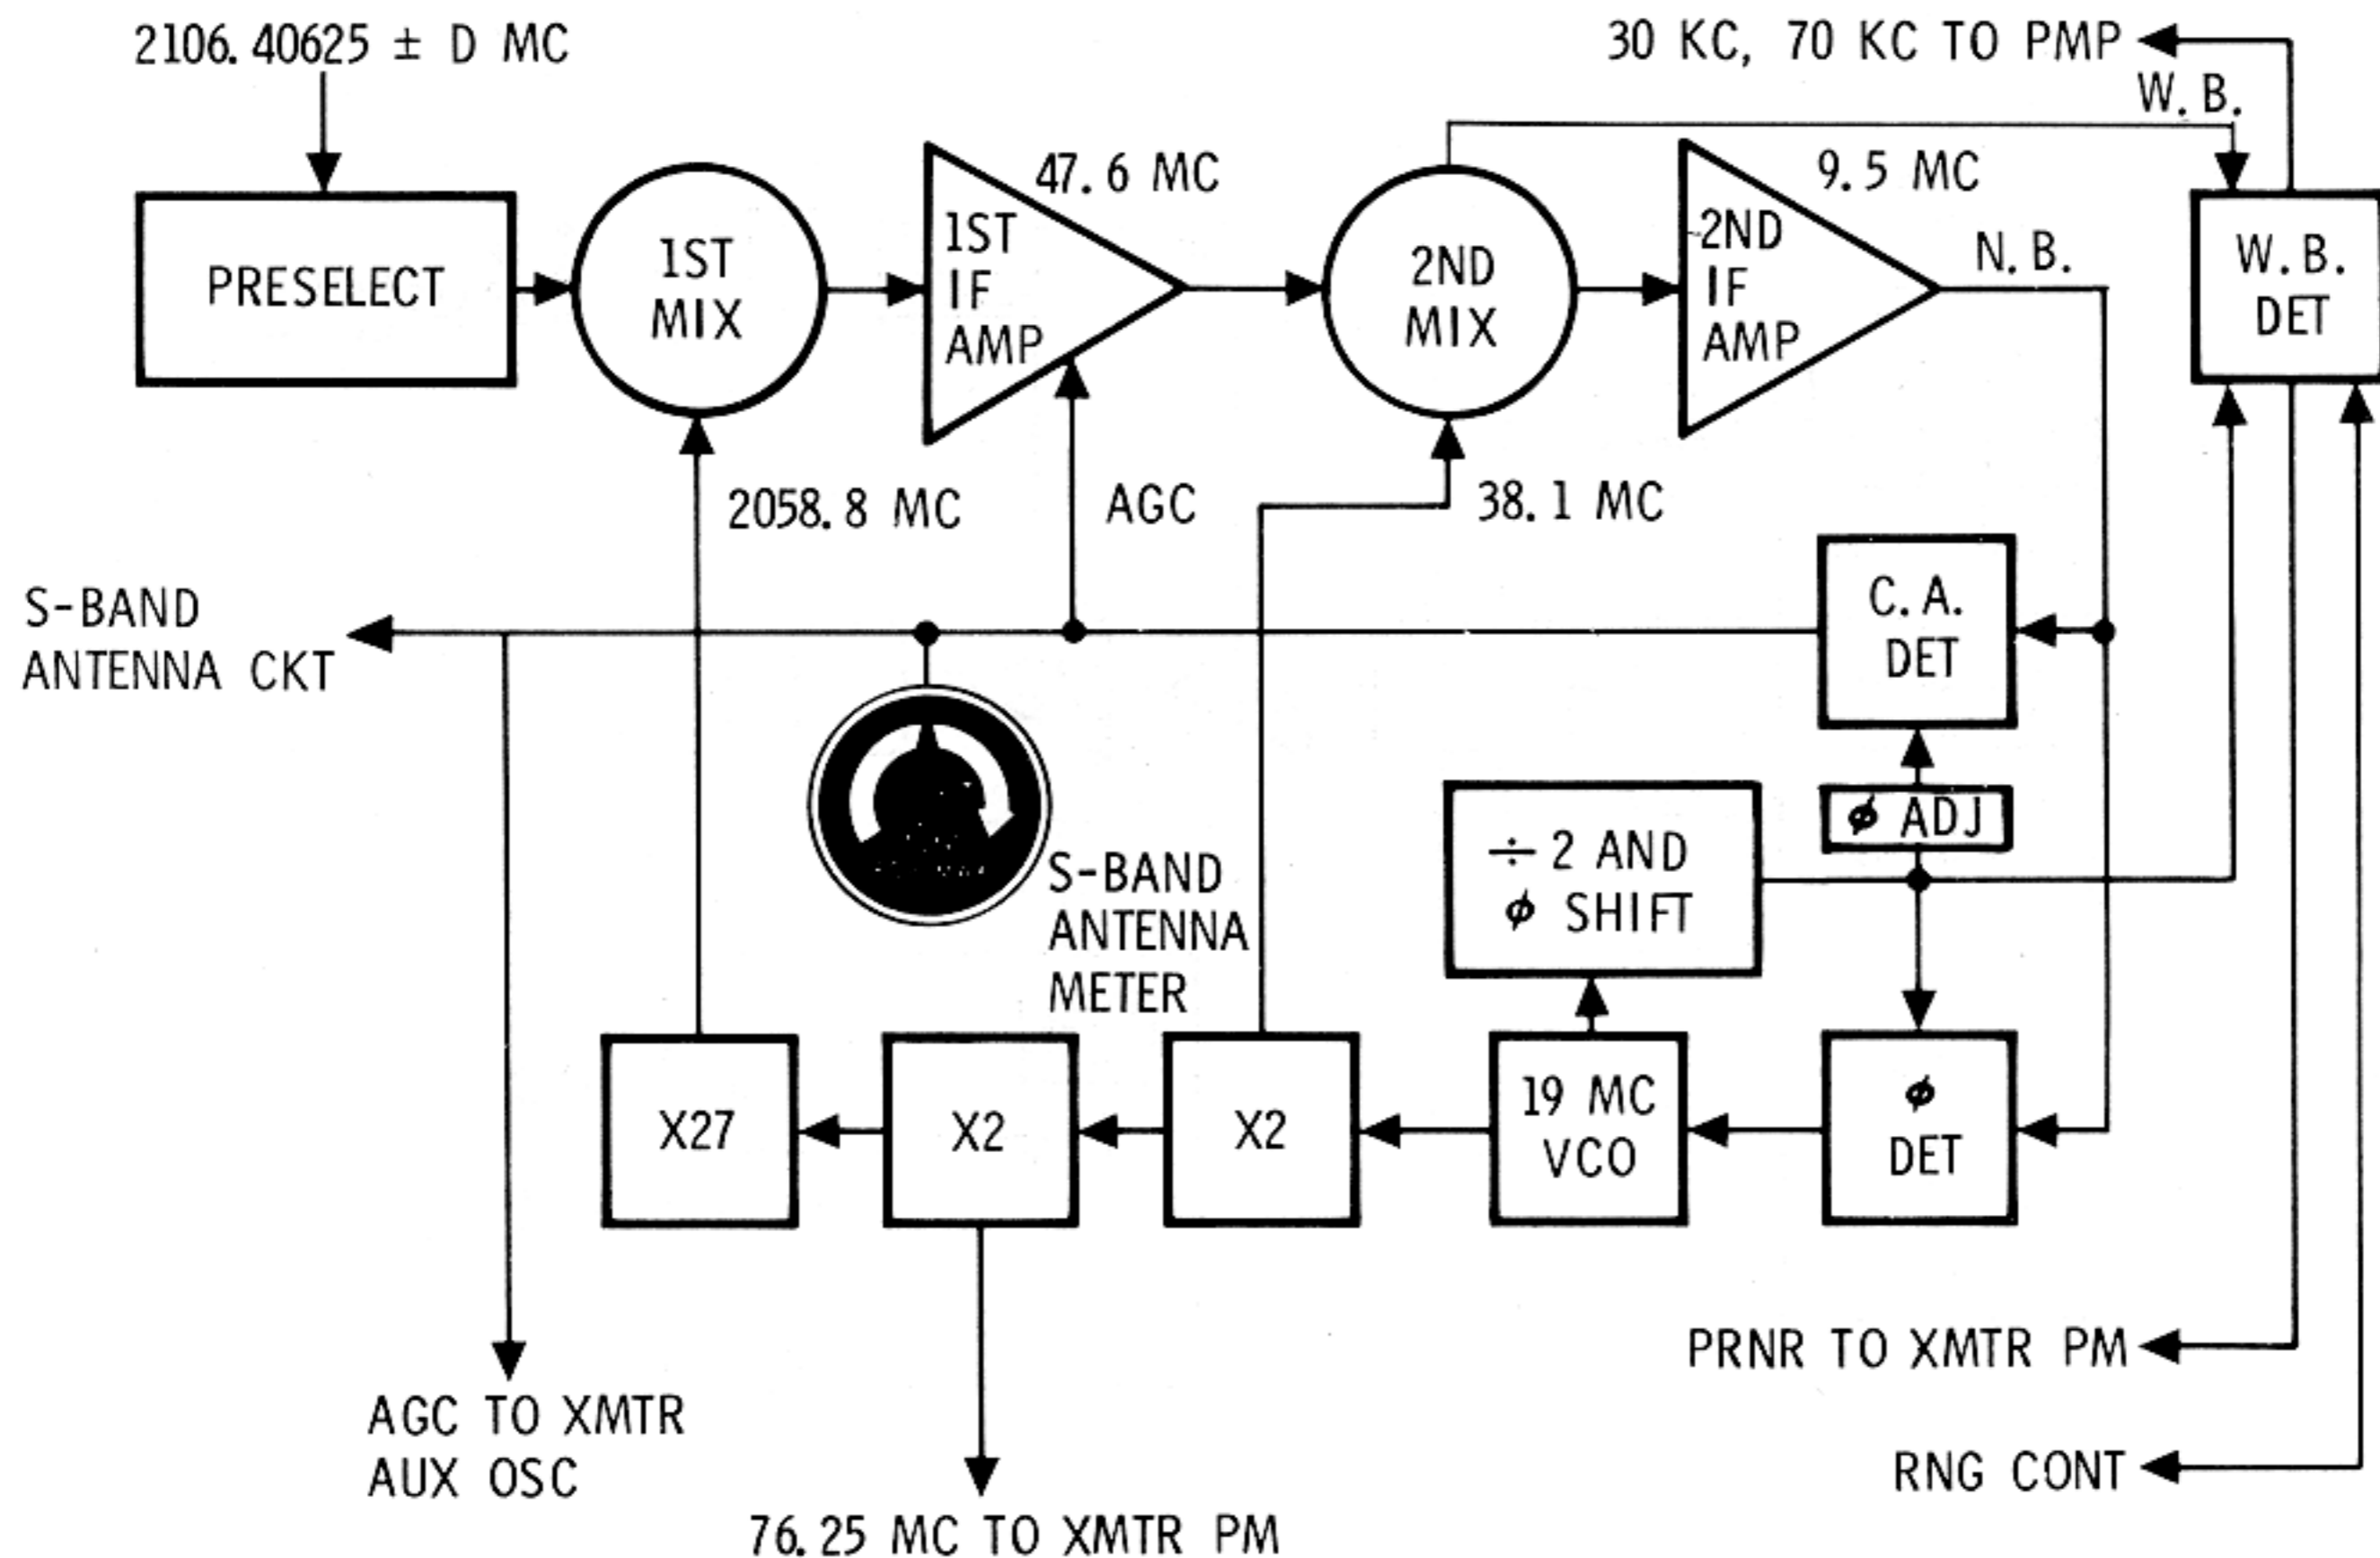 2106.40625 ± D MC
30 KC, 70 KC TO PMP
W.B.
PRESELECT
1ST
MIX
1ST
IF
AMP
47.6 MC
2ND
MIX
2ND
IF
AMP
9.5 MC
N.B.
W.B.
DET
2058.8 MC
AGC
38.1 MC
S-BAND
ANTENNA CKT
C.A.
DET
ϕ ADJ
÷2 AND
ϕ SHIFT
S-BAND
ANTENNA
METER
X27
X2
X2
19 MC
VCO
ϕ
DET
PRNR TO XMTR PM
AGC TO XMTR
AUX OSC
RNG CONT
76.25 MC TO XMTR PM